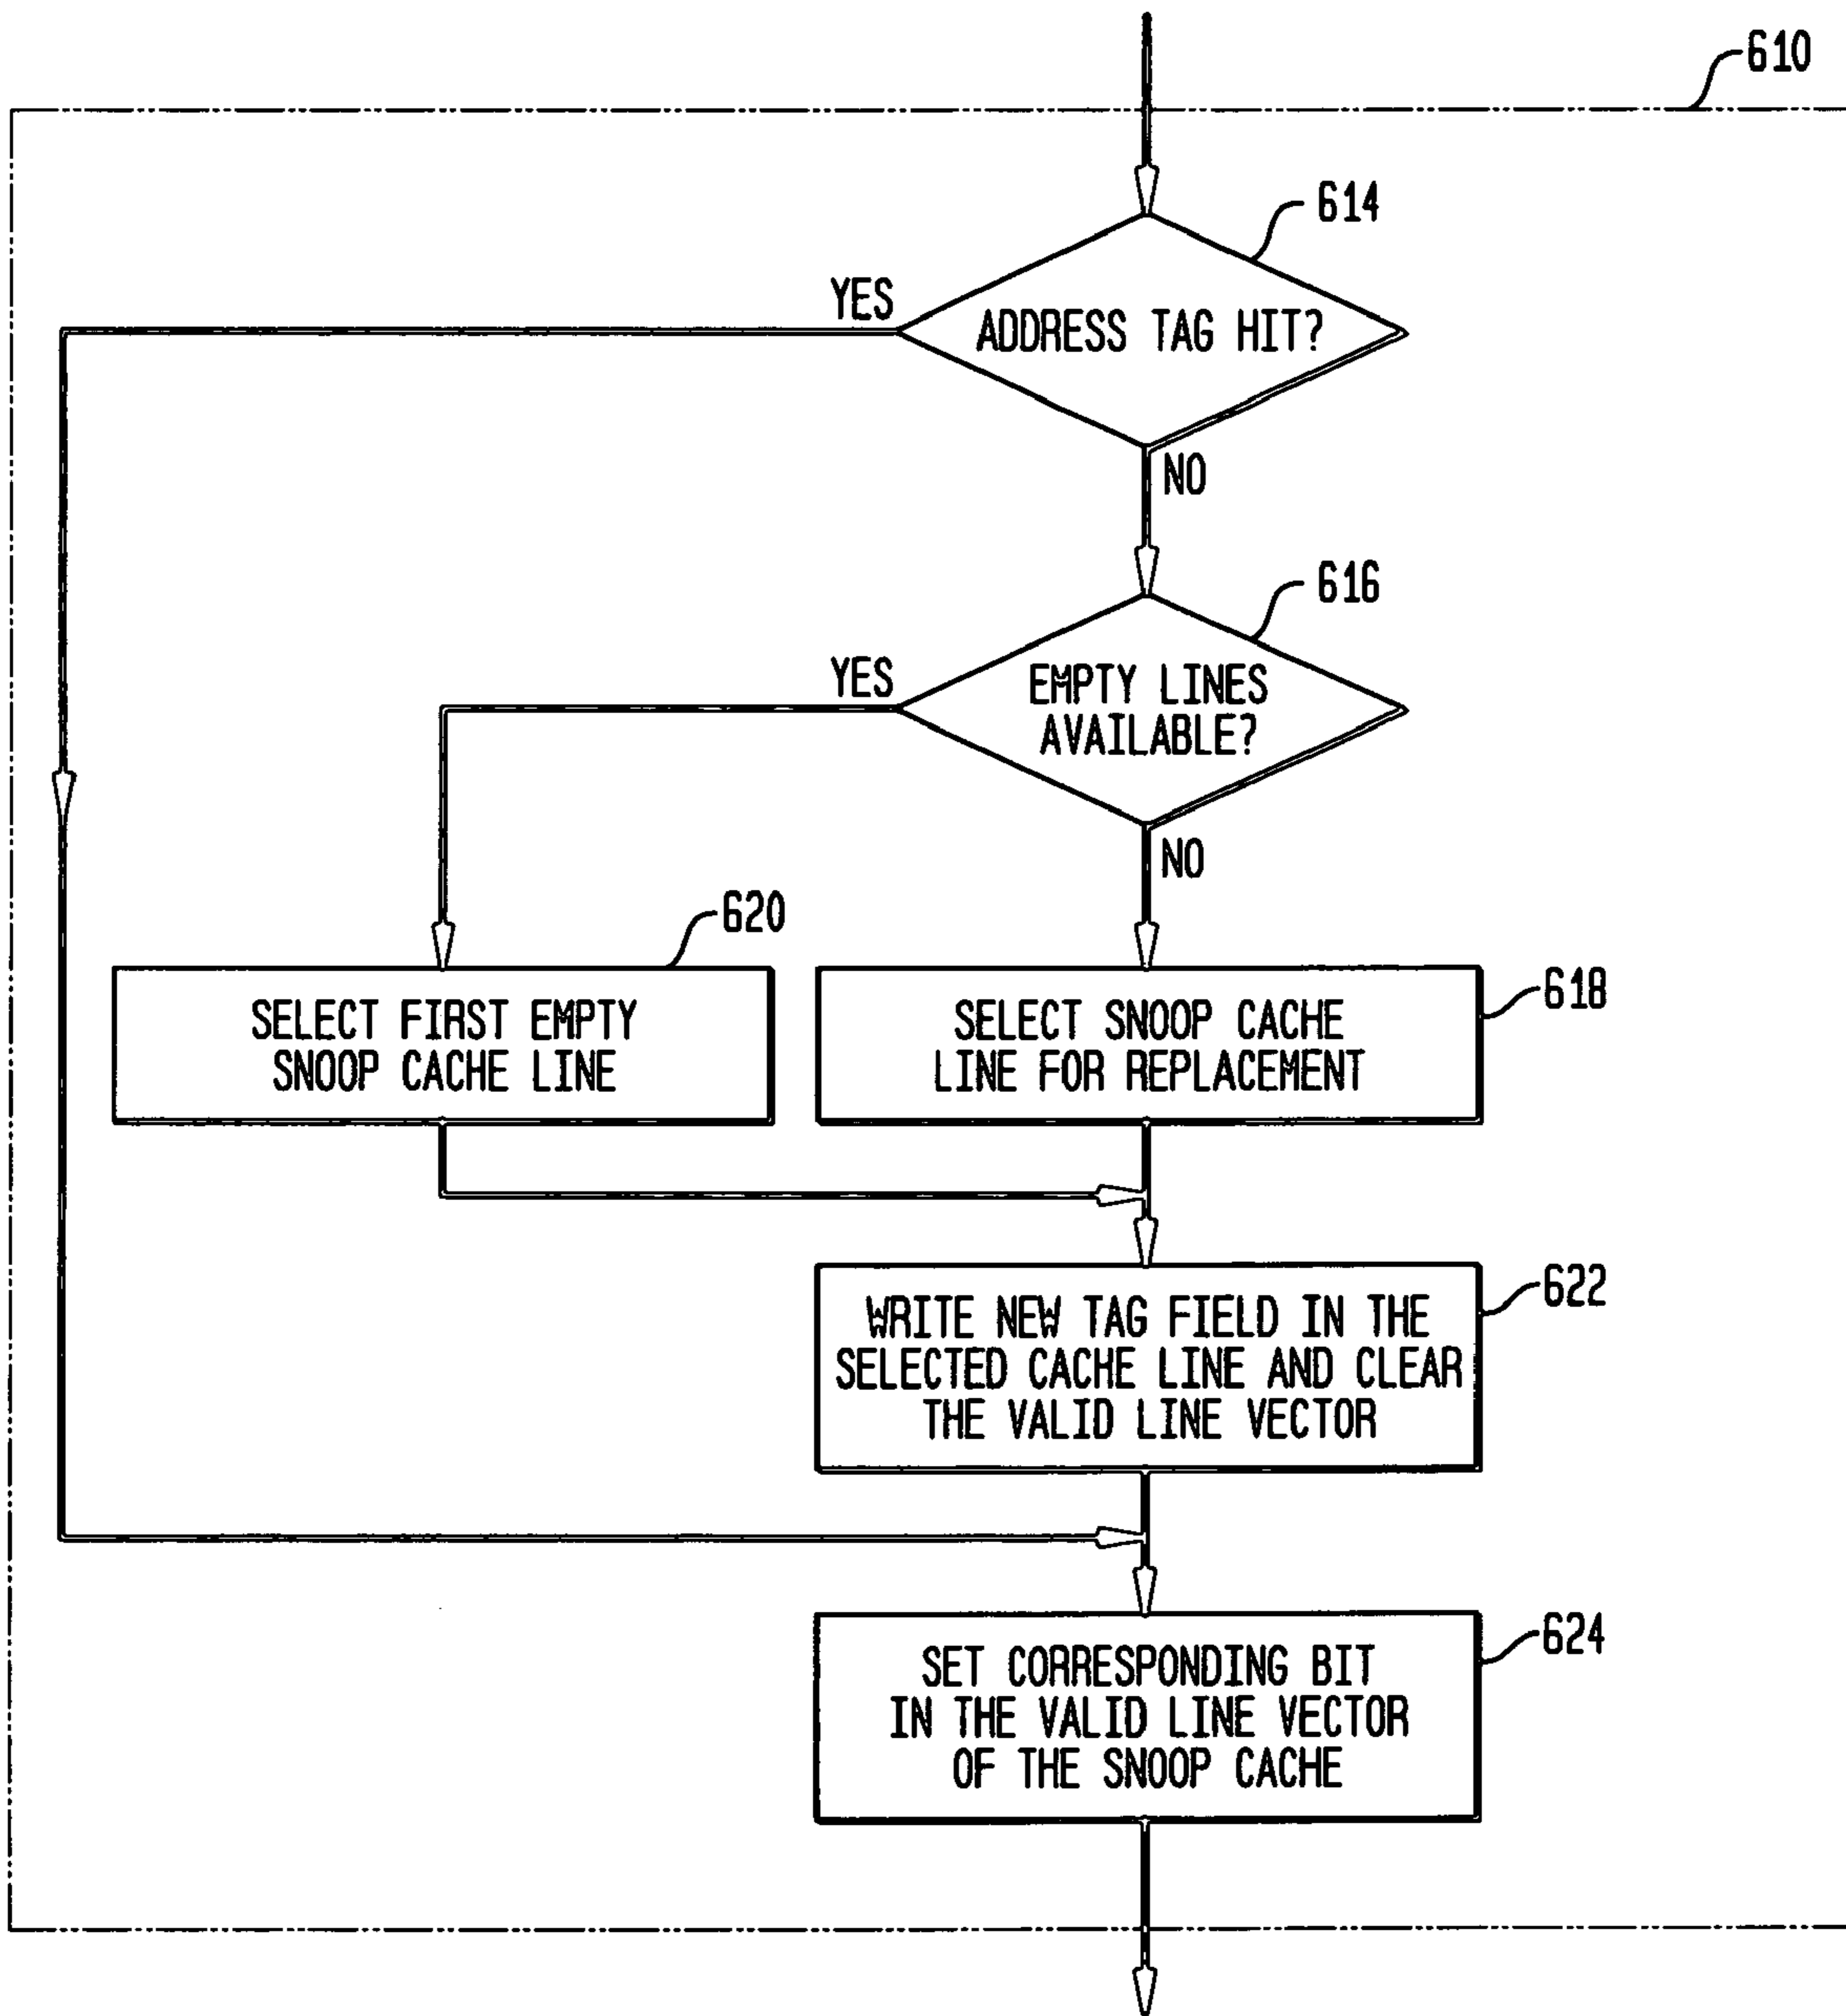 610
614
YES
ADDRESS TAG HIT?
NO
616
YES
EMPTY LINES
AVAILABLE?
NO
620
SELECT FIRST EMPTY
SNOOP CACHE LINE
618
SELECT SNOOP CACHE
LINE FOR REPLACEMENT
622
WRITE NEW TAG FIELD IN THE
SELECTED CACHE LINE AND CLEAR
THE VALID LINE VECTOR
624
SET CORRESPONDING BIT
IN THE VALID LINE VECTOR
OF THE SNOOP CACHE